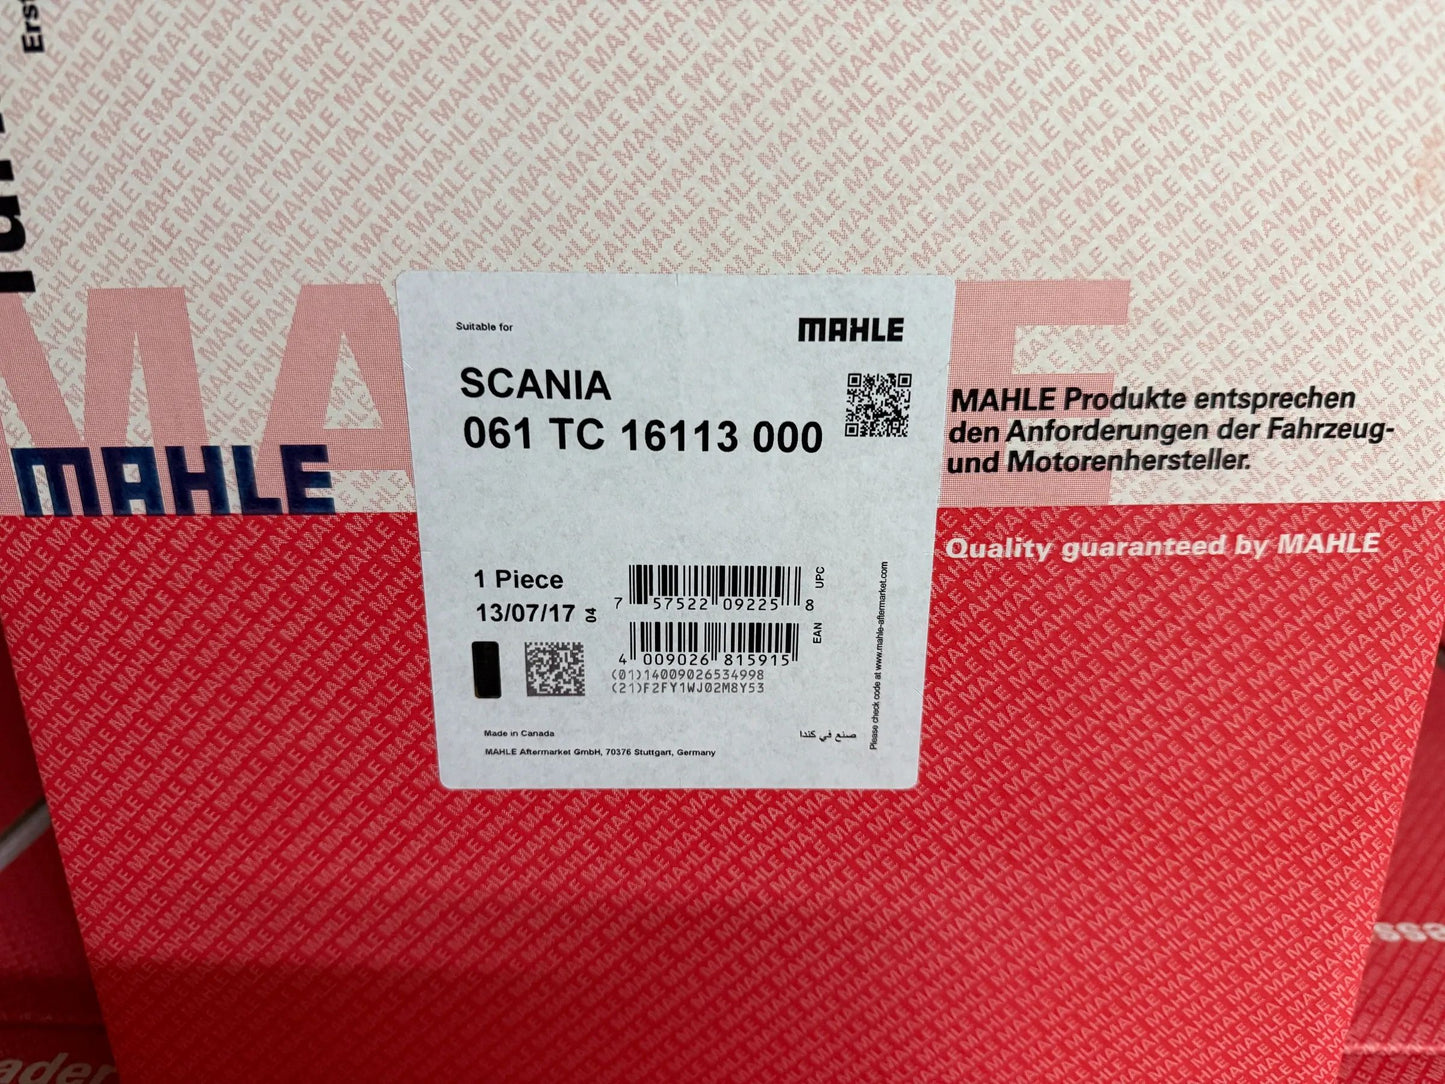 Suitable for
MAHLE
SCANIA
061 TC 16113 000
1 Piece
13/07/17 04
7 57522 09225 8
UPC
4 009026 815915
EAN
(01)14009026534998
(21)F2FY1WJ02M8Y53
Made in Canada
صنع في كندا
MAHLE Aftermarket GmbH, 70376 Stuttgart, Germany
Please check code at www.mahle-aftermarket.com
MAHLE
MAHLE Produkte entsprechen
den Anforderungen der Fahrzeug-
und Motorenhersteller.
Quality guaranteed by MAHLE